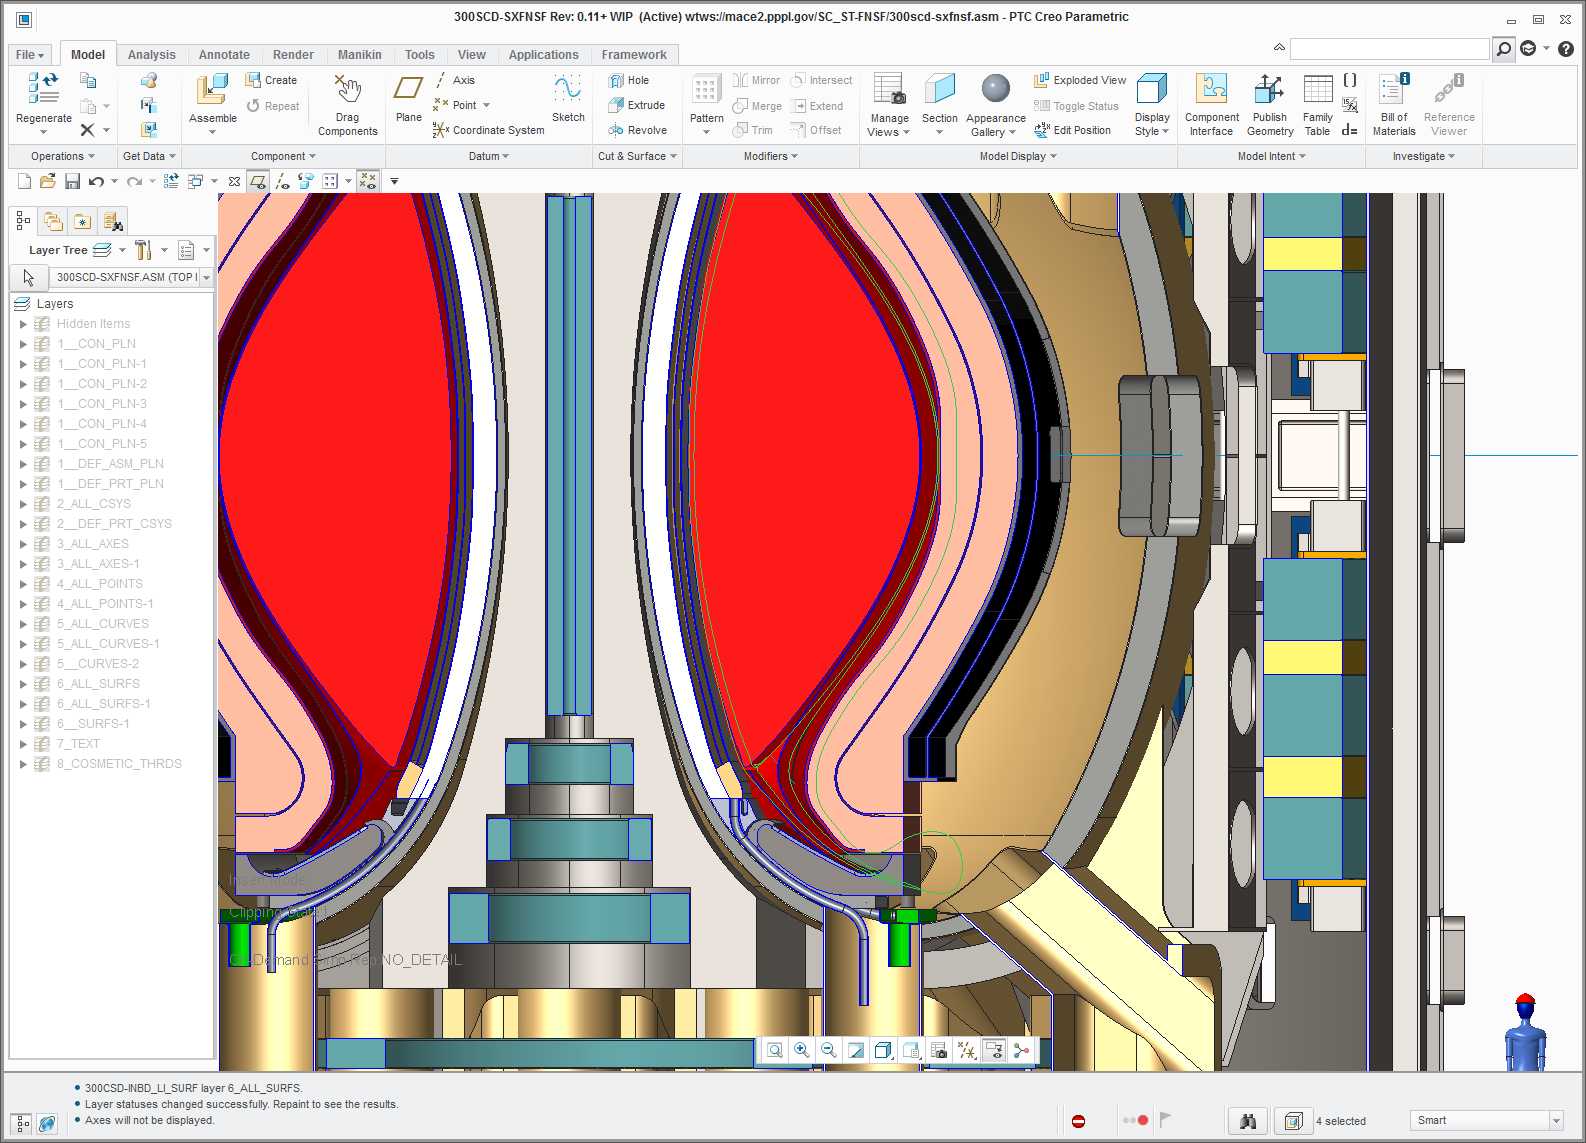 300SCD-SXFNSF Rev: 0.11+ WIP (Active) wtws://mace2.pppl.gov/SC_ST-FNSF/300scd-sxfnsf.asm - PTC Creo Parametric
File Model Analysis Annotate Render Manikin Tools View Applications Framework
Regenerate
Assemble
Create
Repeat
Drag Components
Plane
Axis
Point
Coordinate System
Sketch
Hole
Extrude
Revolve
Pattern
Mirror
Merge
Trim
Intersect
Extend
Offset
Manage Views
Section
Appearance Gallery
Exploded View
Toggle Status
Edit Position
Display Style
Component Interface
Publish Geometry
Family Table
Bill of Materials
Reference Viewer
Operations Get Data Component Datum Cut & Surface Modifiers Model Display Model Intent Investigate
Layer Tree
300SCD-SXFNSF.ASM (TOP
Layers
Hidden Items
1__CON_PLN
1__CON_PLN-1
1__CON_PLN-2
1__CON_PLN-3
1__CON_PLN-4
1__CON_PLN-5
1__DEF_ASM_PLN
1__DEF_PRT_PLN
2_ALL_CSYS
2__DEF_PRT_CSYS
3_ALL_AXES
3_ALL_AXES-1
4_ALL_POINTS
4_ALL_POINTS-1
5_ALL_CURVES
5_ALL_CURVES-1
5__CURVES-2
6_ALL_SURFS
6_ALL_SURFS-1
6__SURFS-1
7_TEXT
8_COSMETIC_THRDS
Insert Mode
Clipping
NO_DETAIL
300CSD-INBD_LI_SURF layer 6_ALL_SURFS.
Layer statuses changed successfully. Repaint to see the results.
Axes will not be displayed.
4 selected
Smart